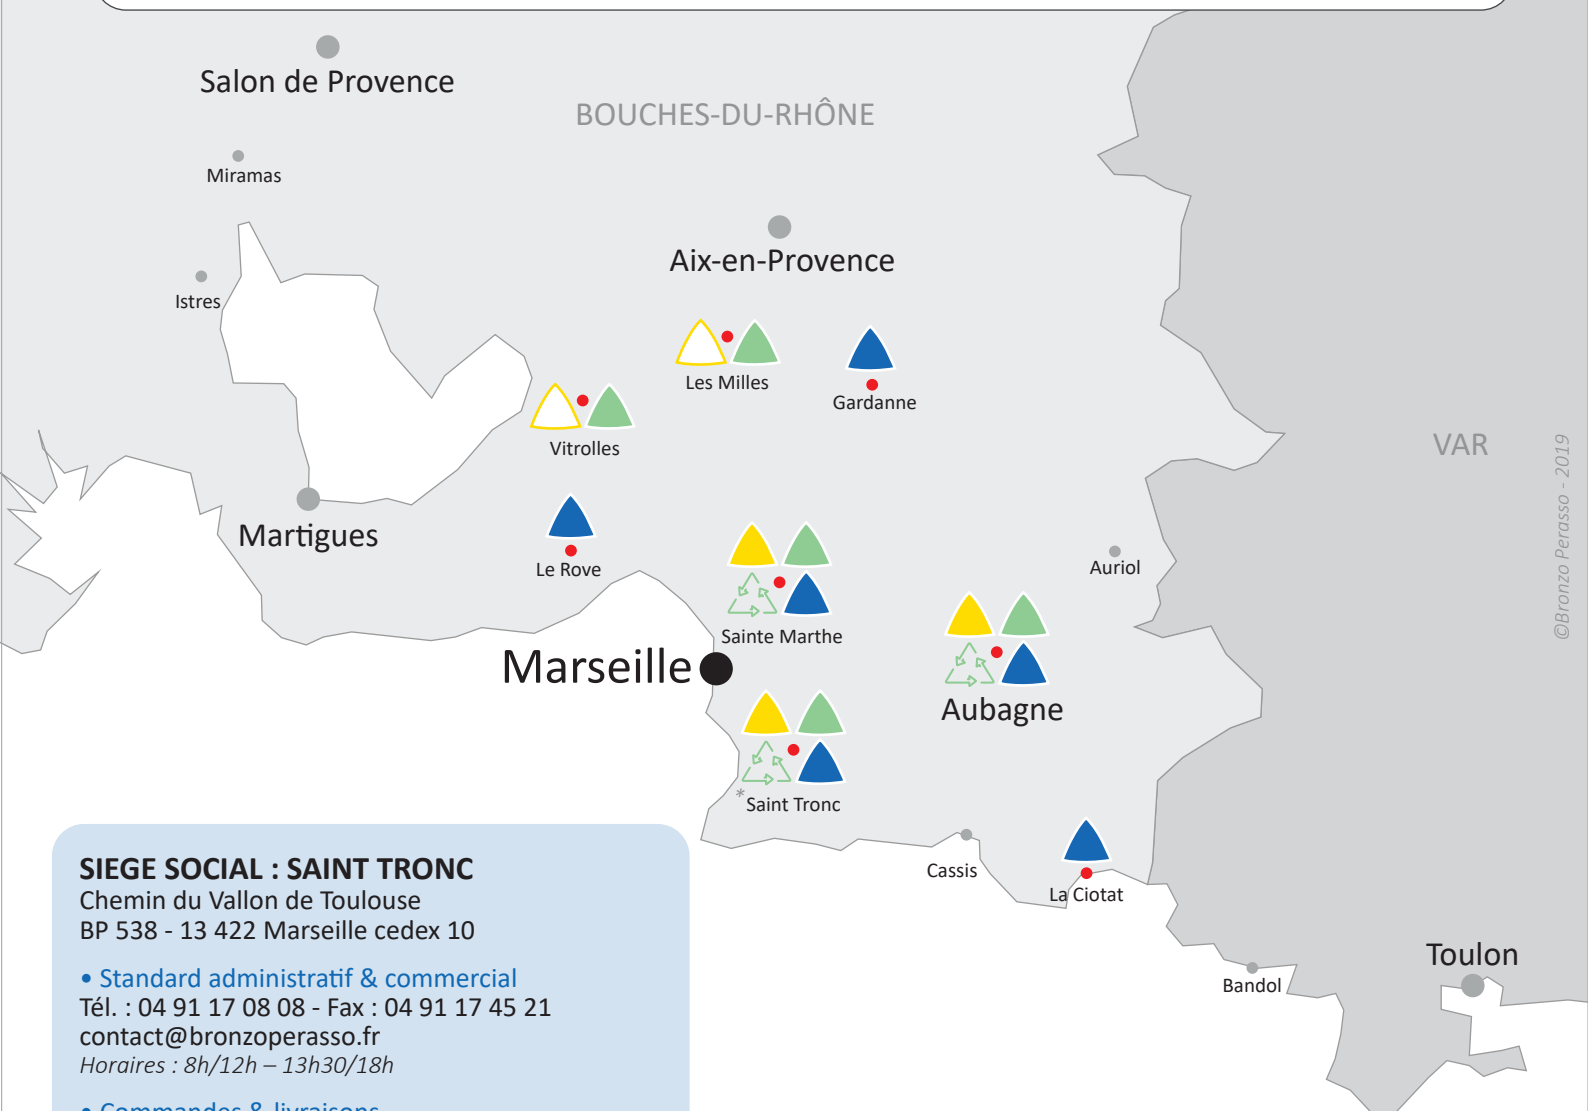 Salon de Provence
BOUCHES-DU-RHÔNE
Miramas
Aix-en-Provence
Istres
Les Milles
Gardanne
Vitrolles
VAR
©Bronzo Perasso - 2019
Martigues
Le Rove
Auriol
Sainte Marthe
Marseille
Aubagne
* Saint Tronc
Cassis
La Ciotat
Toulon
Bandol
SIEGE SOCIAL : SAINT TRONC
Chemin du Vallon de Toulouse
BP 538 - 13 422 Marseille cedex 10
• Standard administratif & commercial
Tél. : 04 91 17 08 08 - Fax : 04 91 17 45 21
contact@bronzoperasso.fr
Horaires : 8h/12h – 13h30/18h
• Commandes & livraisons